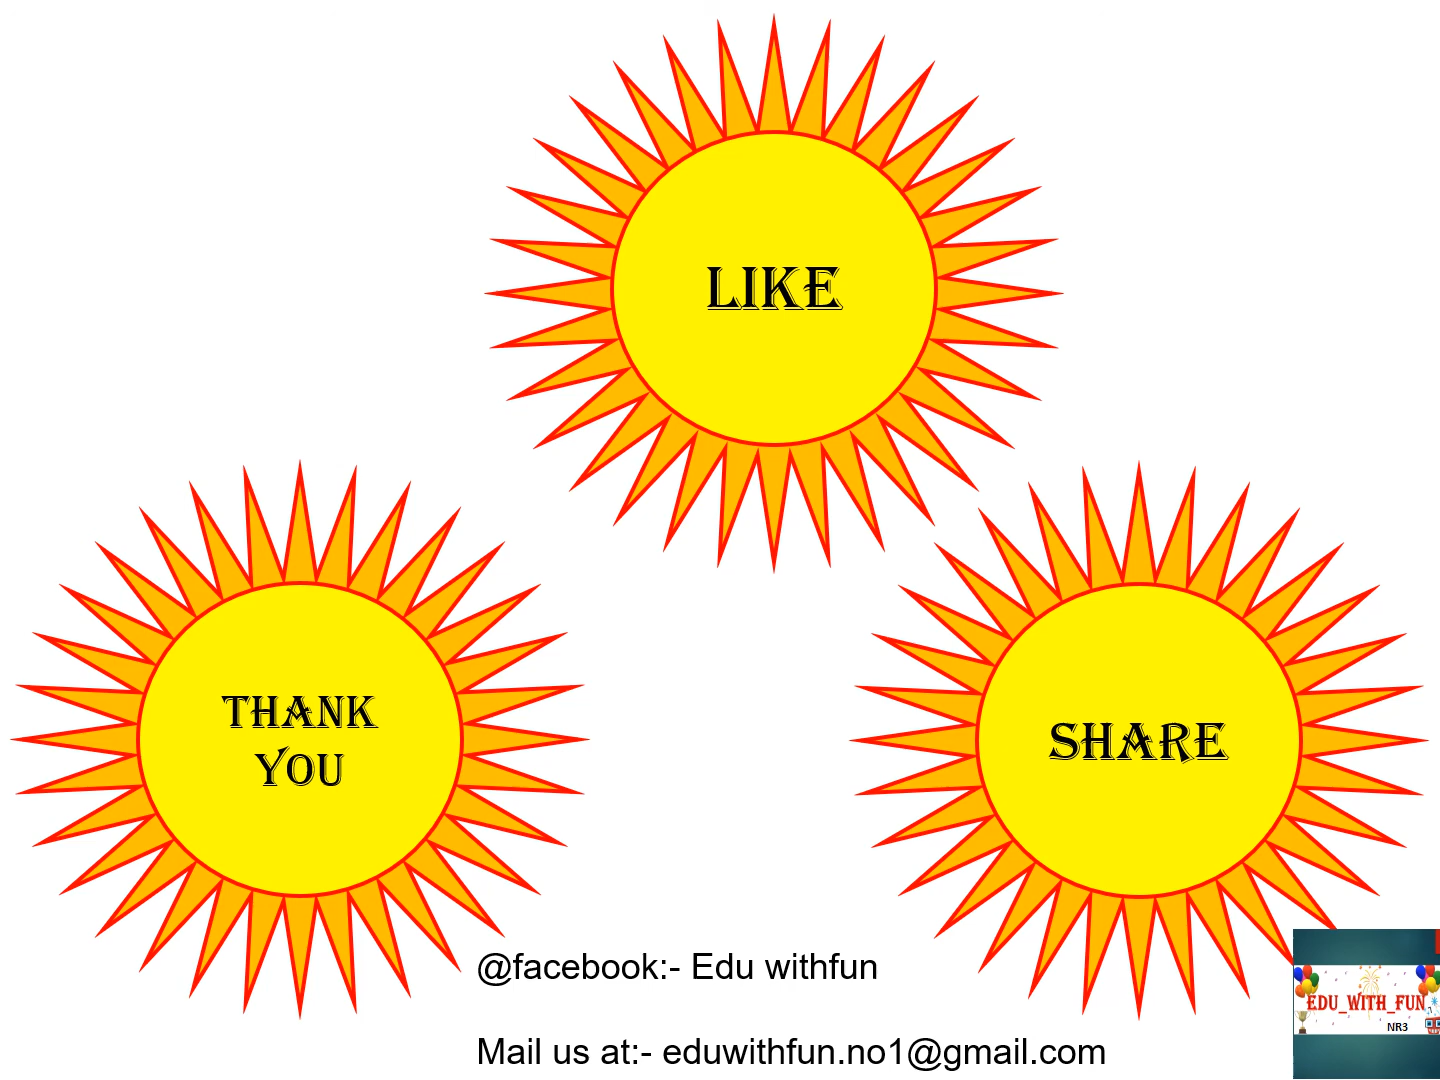 LIKE
THANK
YOU
SHARE
@facebook:- Edu withfun
Mail us at:- eduwithfun.no1@gmail.com
EDU_WITH_FUN
NR3